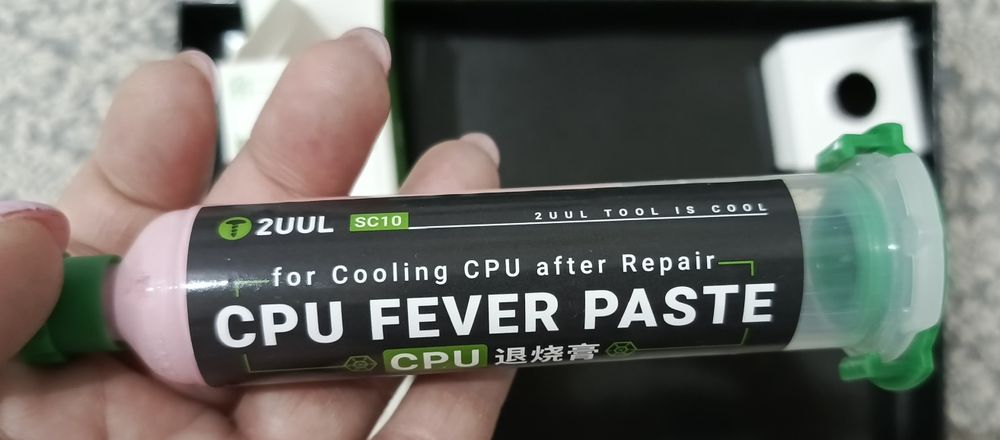 2UUL SC10 2UUL TOOL IS COOL
for Cooling CPU after Repair
CPU FEVER PASTE
CPU 退烧膏